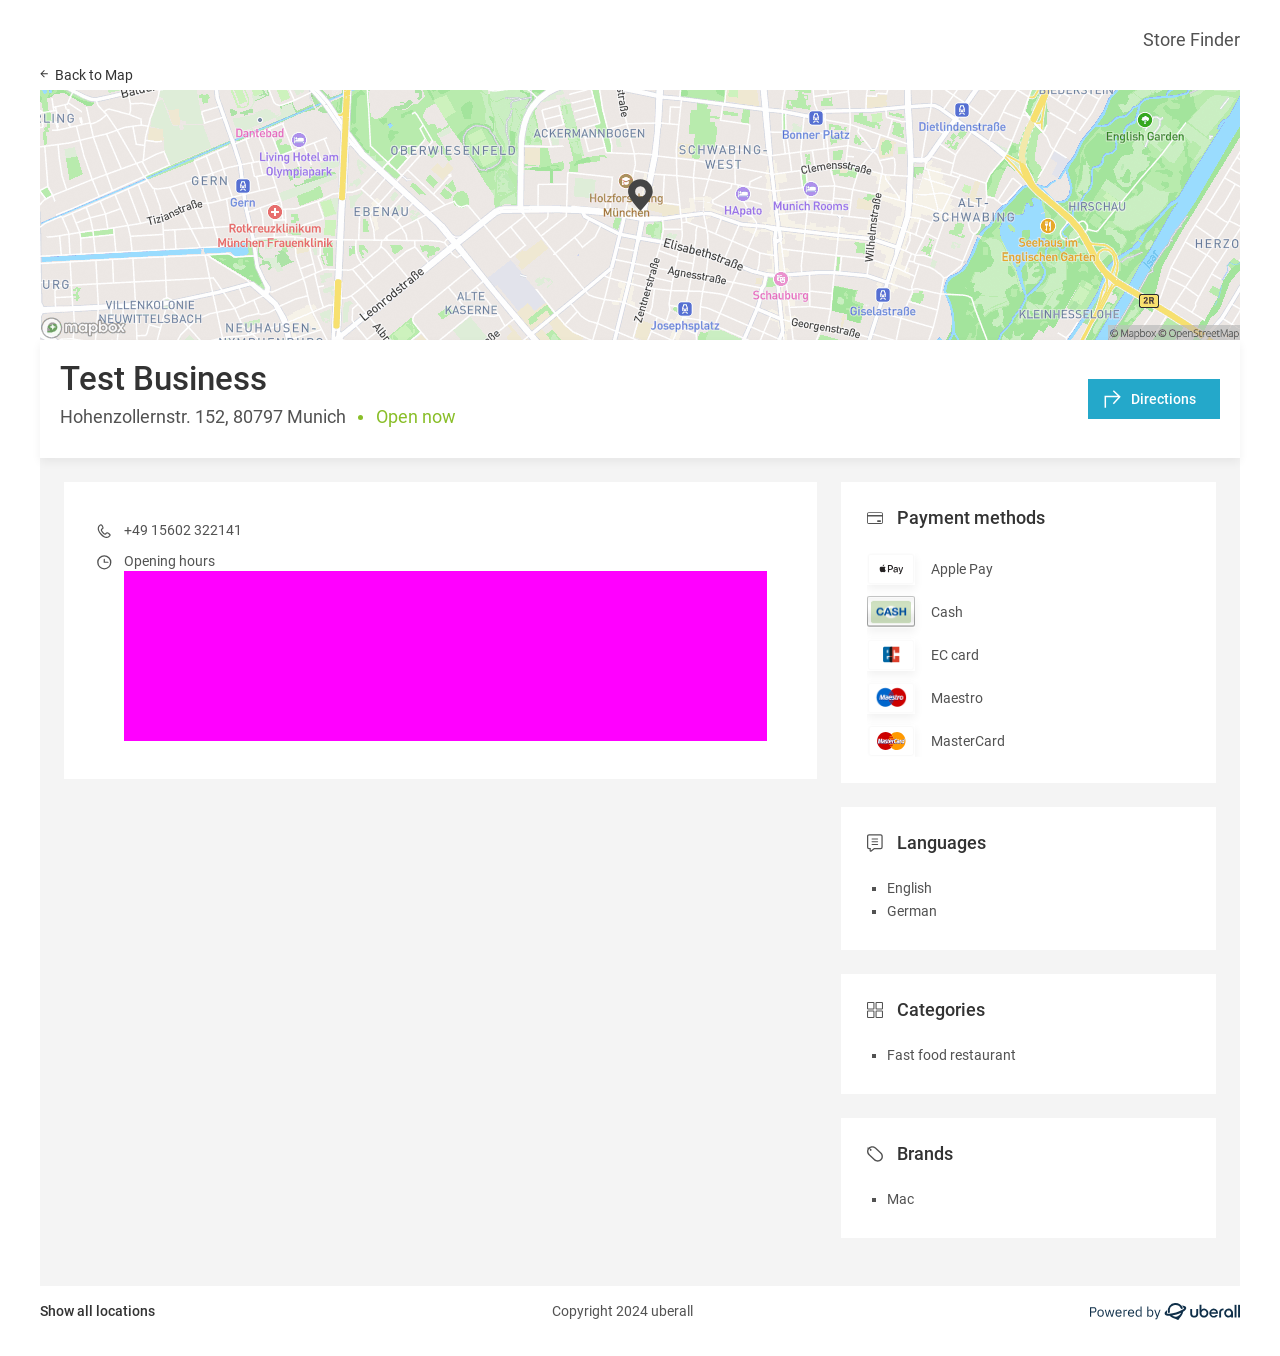 Store Finder
Back to Map
Dantebad
Living Hotel am
Olympiapark
GERN
Gern
Tizianstraße
Rotkreuzklinikum
München Frauenklinik
VILLENKOLONIE
NEUWITTELSBACH
NEUHAUSEN-
OBERWIESENFELD
EBENAU
Leonrodstraße
ALTE
KASERNE
ACKERMANNBOGEN
Holzforschung
München
SCHWABING-
WEST
Bonner Platz
Clemensstraße
HApato
Munich Rooms
Elisabethstraße
Agnesstraße
Zentnerstraße
Schauburg
Josephsplatz
Georgenstraße
Wilhelmstraße
Giselastraße
Dietlindenstraße
BIEDERSTEIN
English Garden
ALT-
SCHWABING
HIRSCHAU
Seehaus im
Englischen Garten
Isar
HERZO
2R
KLEINHESSELOHE
mapbox
© Mapbox © OpenStreetMap
Test Business
Hohenzollernstr. 152, 80797 Munich • Open now
Directions
+49 15602 322141
Opening hours
Payment methods
Pay Apple Pay
CASH Cash
EC card
Maestro Maestro
MasterCard MasterCard
Languages
English
German
Categories
Fast food restaurant
Brands
Mac
Show all locations
Copyright 2024 uberall
Powered by uberall